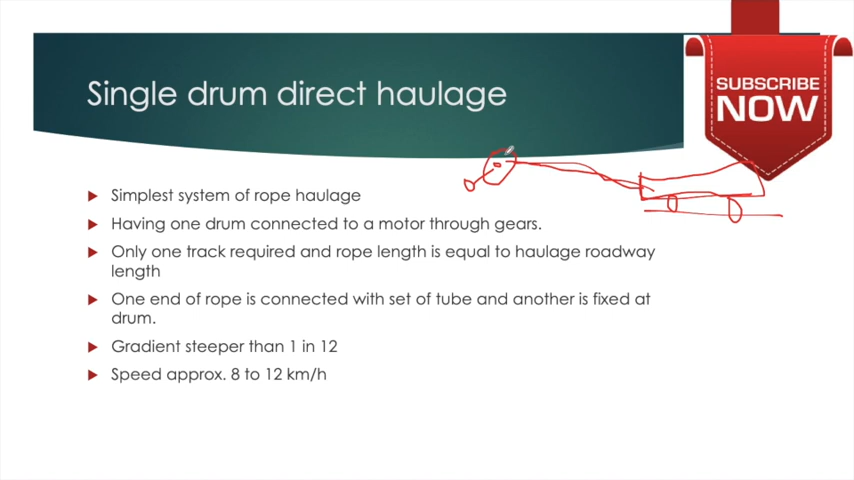 Single drum direct haulage
SUBSCRIBE
NOW
Simplest system of rope haulage
Having one drum connected to a motor through gears.
Only one track required and rope length is equal to haulage roadway
length
One end of rope is connected with set of tube and another is fixed at
drum.
Gradient steeper than 1 in 12
Speed approx. 8 to 12 km/h